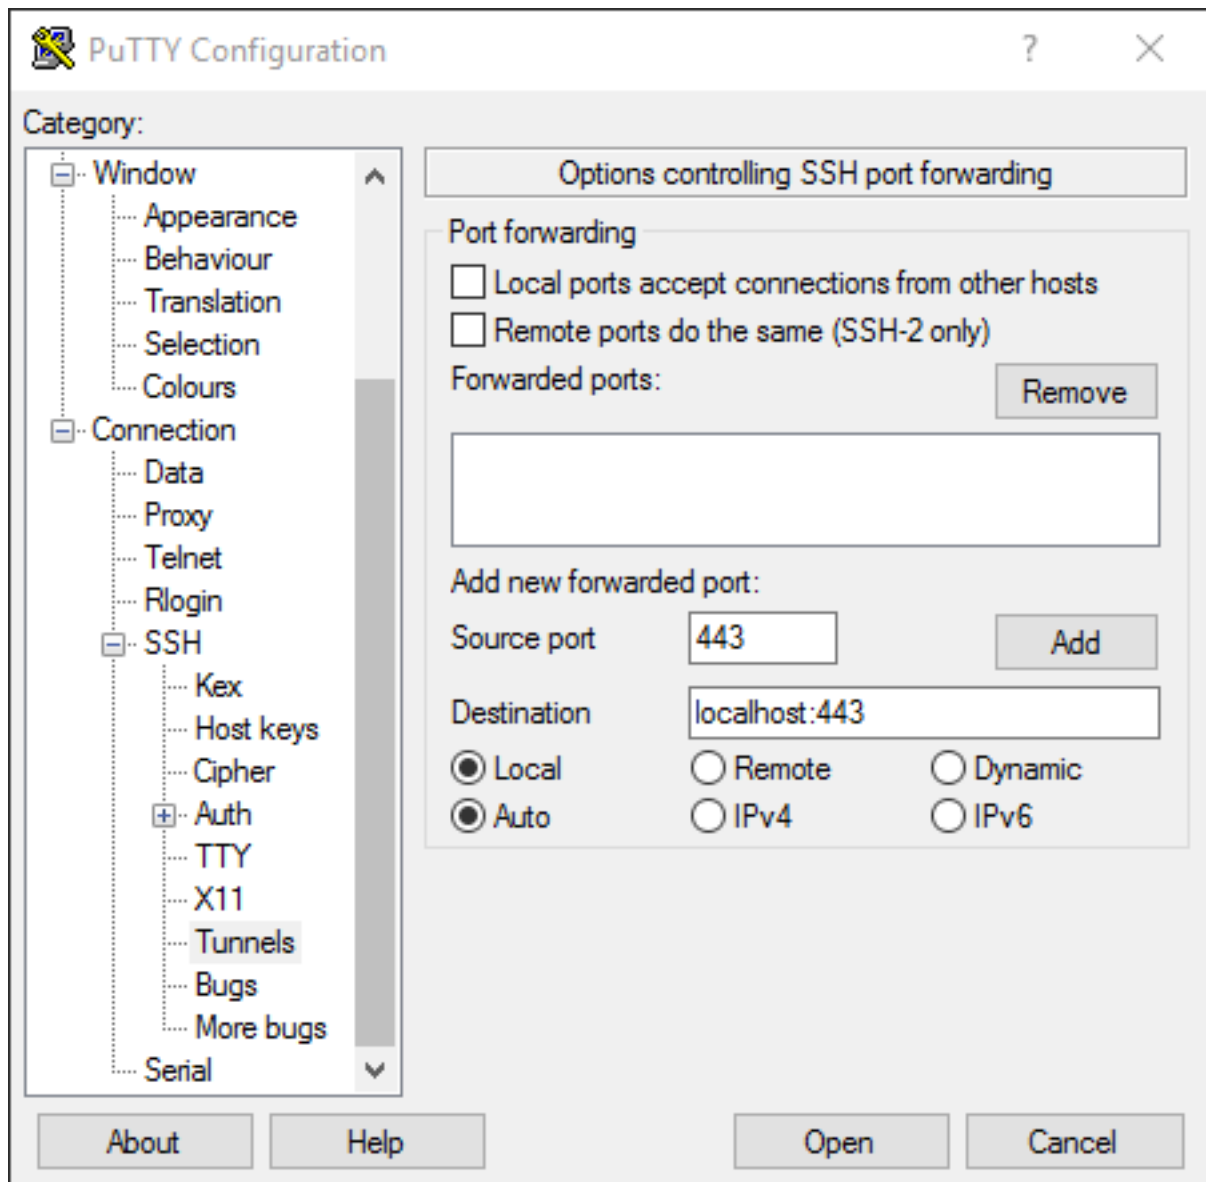 PuTTY Configuration
?
Category:
Window
Appearance
Behaviour
Translation
Selection
Colours
Connection
Data
Proxy
Telnet
Rlogin
SSH
Kex
Host keys
Cipher
Auth
TTY
X11
Tunnels
Bugs
More bugs
Serial
Options controlling SSH port forwarding
Port forwarding
Local ports accept connections from other hosts
Remote ports do the same (SSH-2 only)
Forwarded ports:
Remove
Add new forwarded port:
Source port 443 Add
Destination localhost:443
Local Remote Dynamic
Auto IPv4 IPv6
About Help Open Cancel